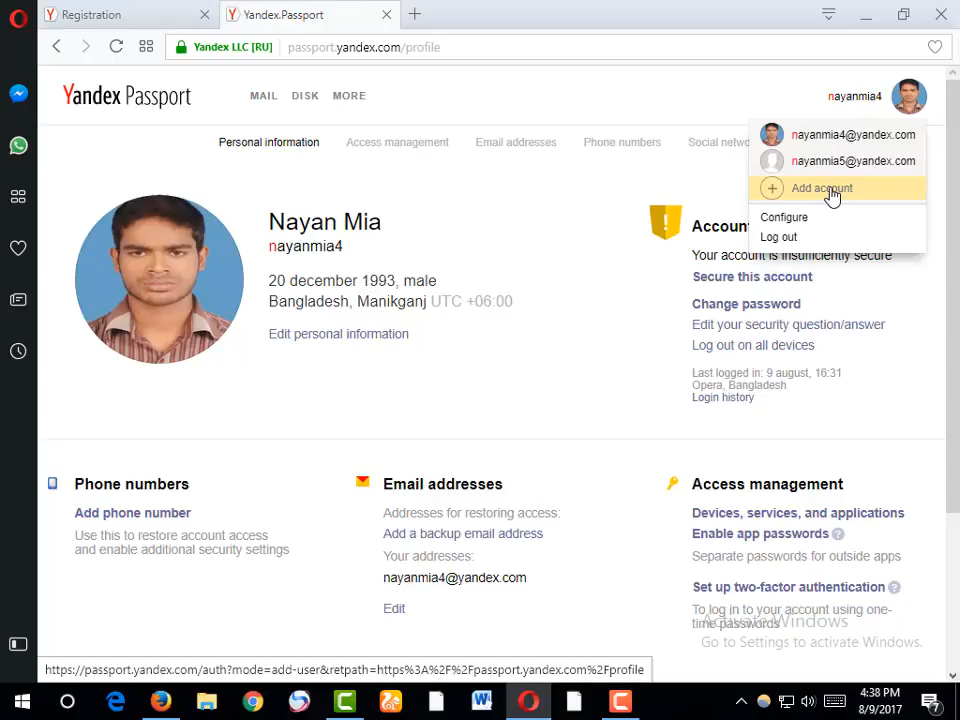 Registration
Yandex.Passport
Yandex LLC [RU]
passport.yandex.com/profile
Yandex Passport
MAIL DISK MORE
nayanmia4
Personal information
Access management
Email addresses
Phone numbers
Social netwo
nayanmia4@yandex.com
nayanmia5@yandex.com
Add account
Configure
Log out
Nayan Mia
nayanmia4
20 december 1993, male
Bangladesh, Manikganj UTC +06:00
Edit personal information
Account
Your account is insufficiently secure
Secure this account
Change password
Edit your security question/answer
Log out on all devices
Last logged in: 9 august, 16:31
Opera, Bangladesh
Login history
Phone numbers
Add phone number
Use this to restore account access
and enable additional security settings
Email addresses
Addresses for restoring access:
Add a backup email address
Your addresses:
nayanmia4@yandex.com
Edit
Access management
Devices, services, and applications
Enable app passwords ?
Separate passwords for outside apps
Set up two-factor authentication ?
To log in to your account using one-
time passwords
Activate Windows
Go to Settings to activate Windows.
https://passport.yandex.com/auth?mode=add-user&retpath=https%3A%2F%2Fpassport.yandex.com%2Fprofile
4:38 PM
8/9/2017
7